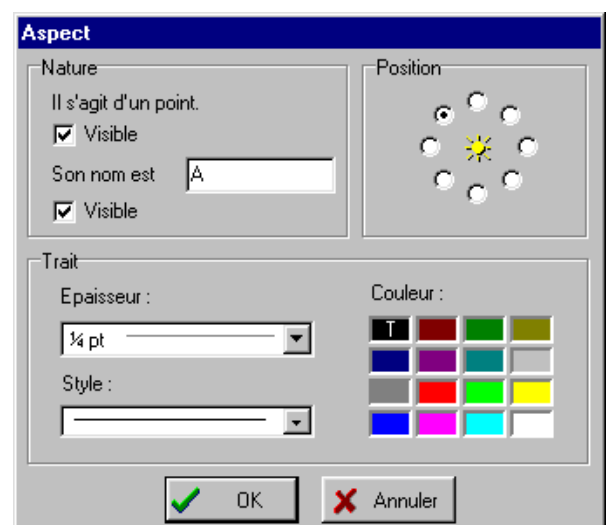 Aspect
Nature
Il s'agit d'un point.
Visible
Son nom est A
Visible
Position
Trait
Epaisseur :
¼ pt
Style :
Couleur :
T
OK
Annuler